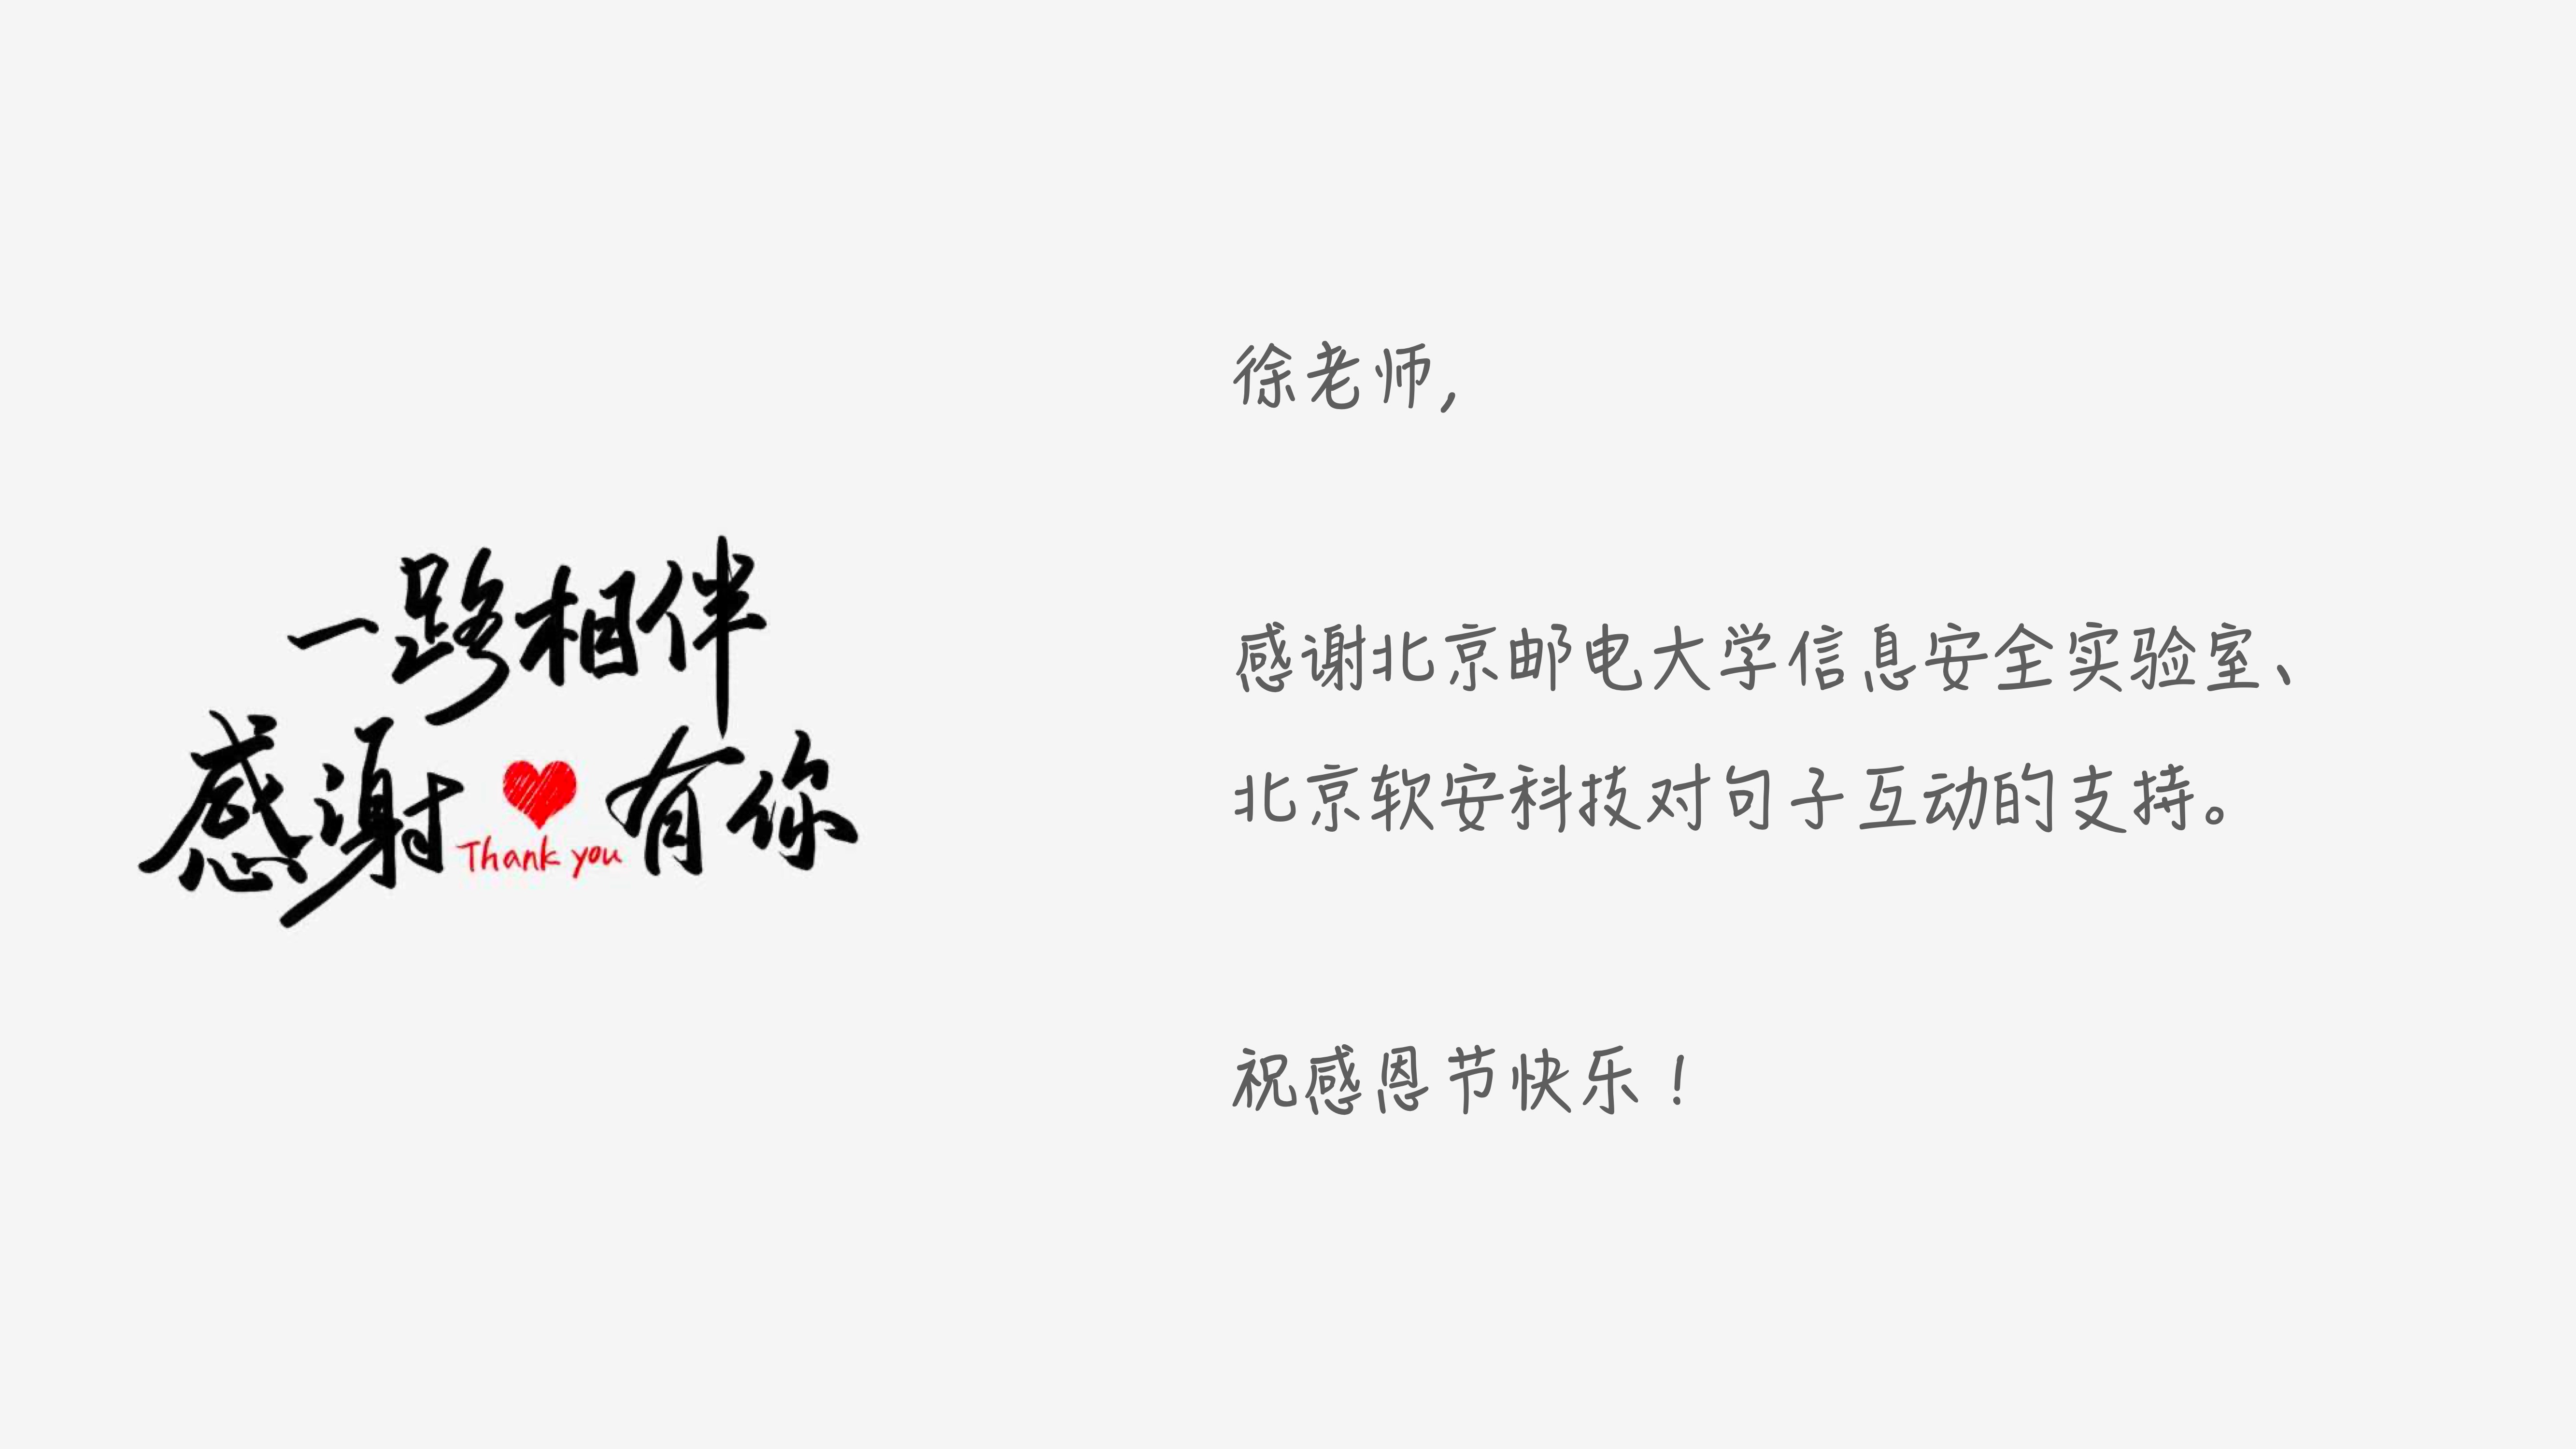 一路相伴
感谢有你
Thank you
徐老师,
感谢北京邮电大学信息安全实验室、
北京软安科技对句子互动的支持。
祝感恩节快乐！